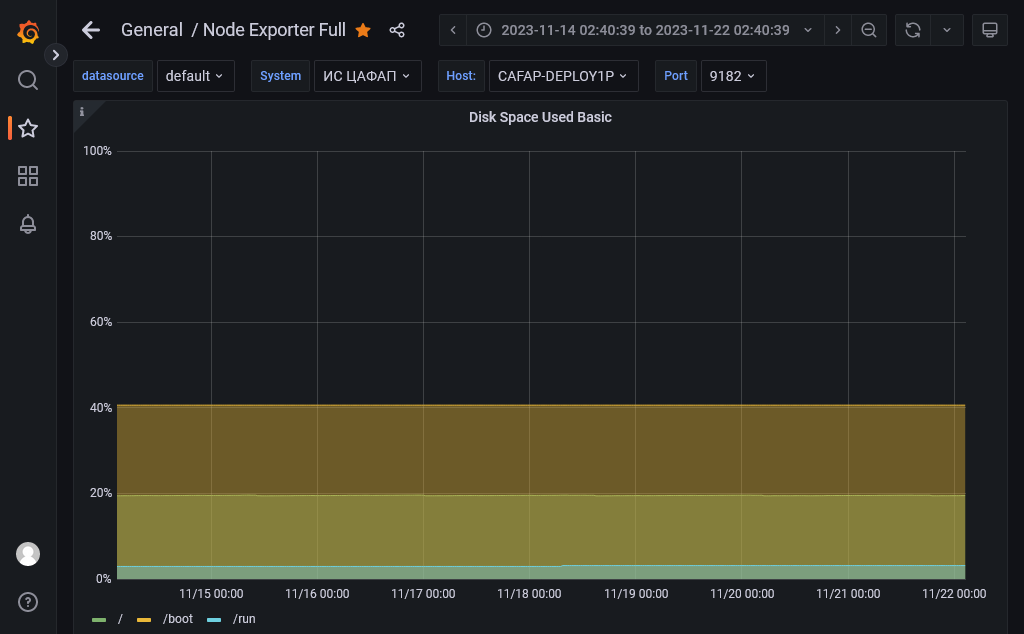 General / Node Exporter Full
2023-11-14 02:40:39 to 2023-11-22 02:40:39
datasource default System ИС ЦАФАП Host: CAFAP-DEPLOY1P Port 9182
Disk Space Used Basic
100%
80%
60%
40%
20%
0%
11/15 00:00 11/16 00:00 11/17 00:00 11/18 00:00 11/19 00:00 11/20 00:00 11/21 00:00 11/22 00:00
/ /boot /run